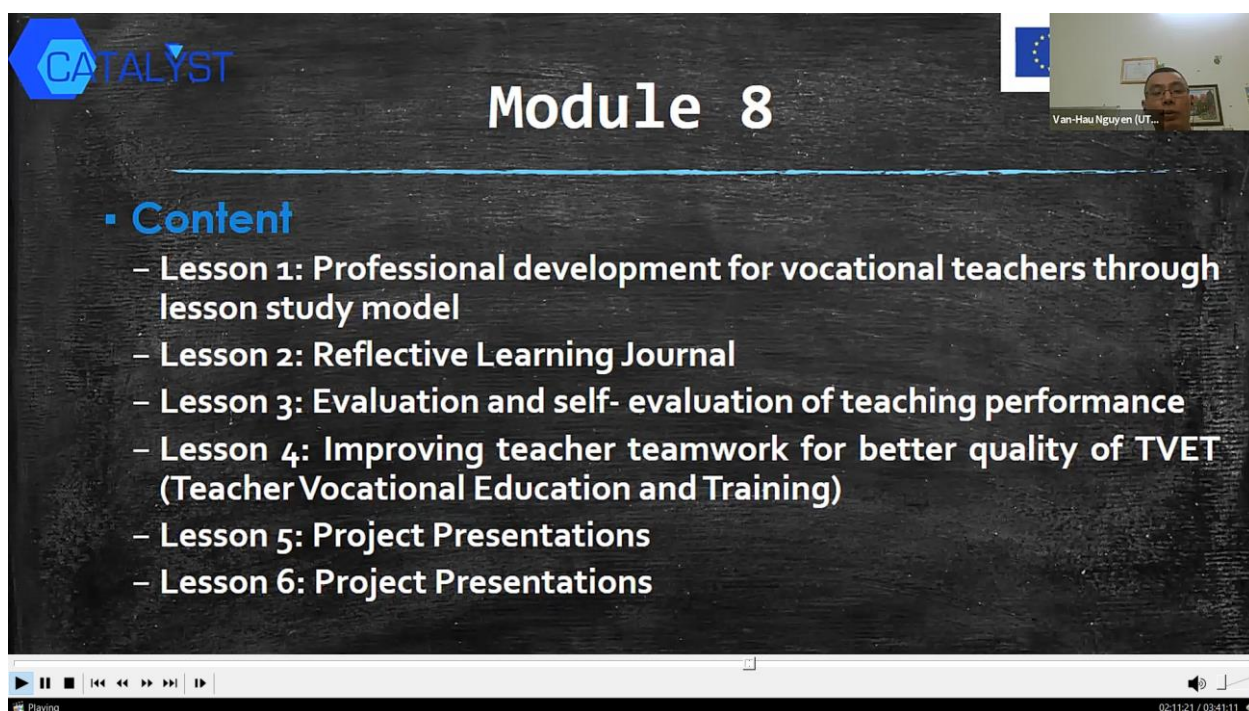 CATALYST
Module 8
Van-Hau Nguyen (UT...
▪ Content
– Lesson 1: Professional development for vocational teachers through
lesson study model
– Lesson 2: Reflective Learning Journal
– Lesson 3: Evaluation and self- evaluation of teaching performance
– Lesson 4: Improving teacher teamwork for better quality of TVET
(Teacher Vocational Education and Training)
– Lesson 5: Project Presentations
– Lesson 6: Project Presentations
Playing
02:11:21 / 03:41:11